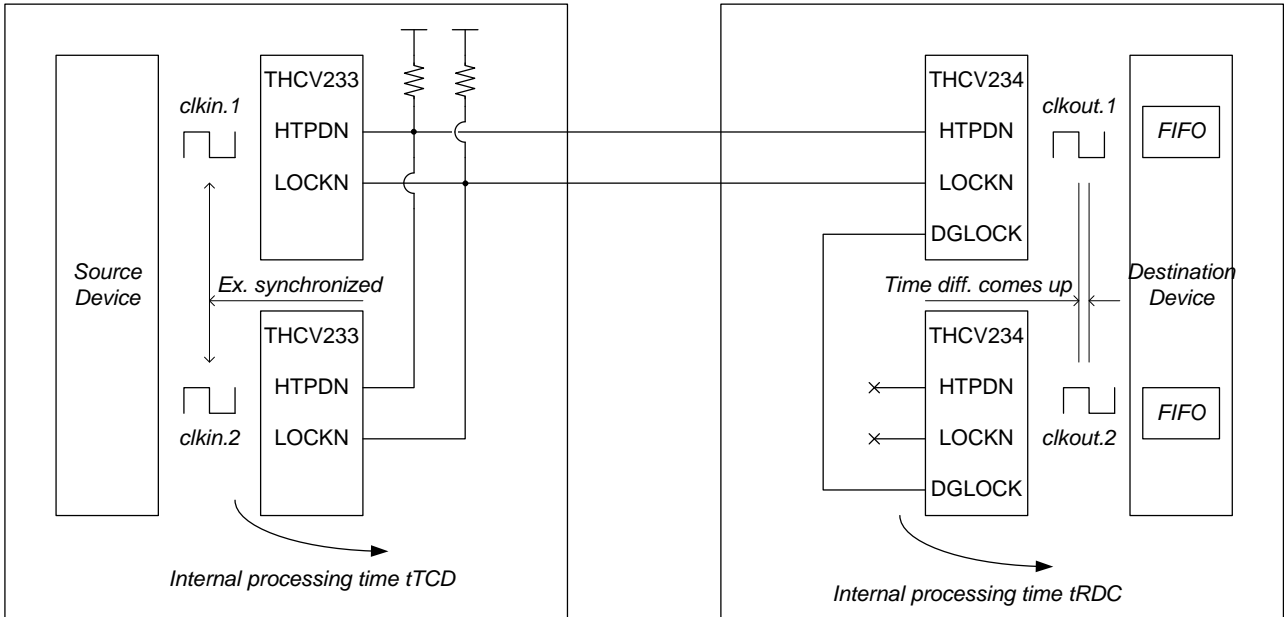 THCV233
clkin.1
HTPDN
LOCKN
Source
Device
Ex. synchronized
THCV233
HTPDN
clkin.2
LOCKN
Internal processing time tTCD
THCV234
clkout.1
HTPDN
FIFO
LOCKN
DGLOCK
Time diff. comes up
Destination
Device
THCV234
HTPDN
clkout.2
FIFO
LOCKN
DGLOCK
Internal processing time tRDC